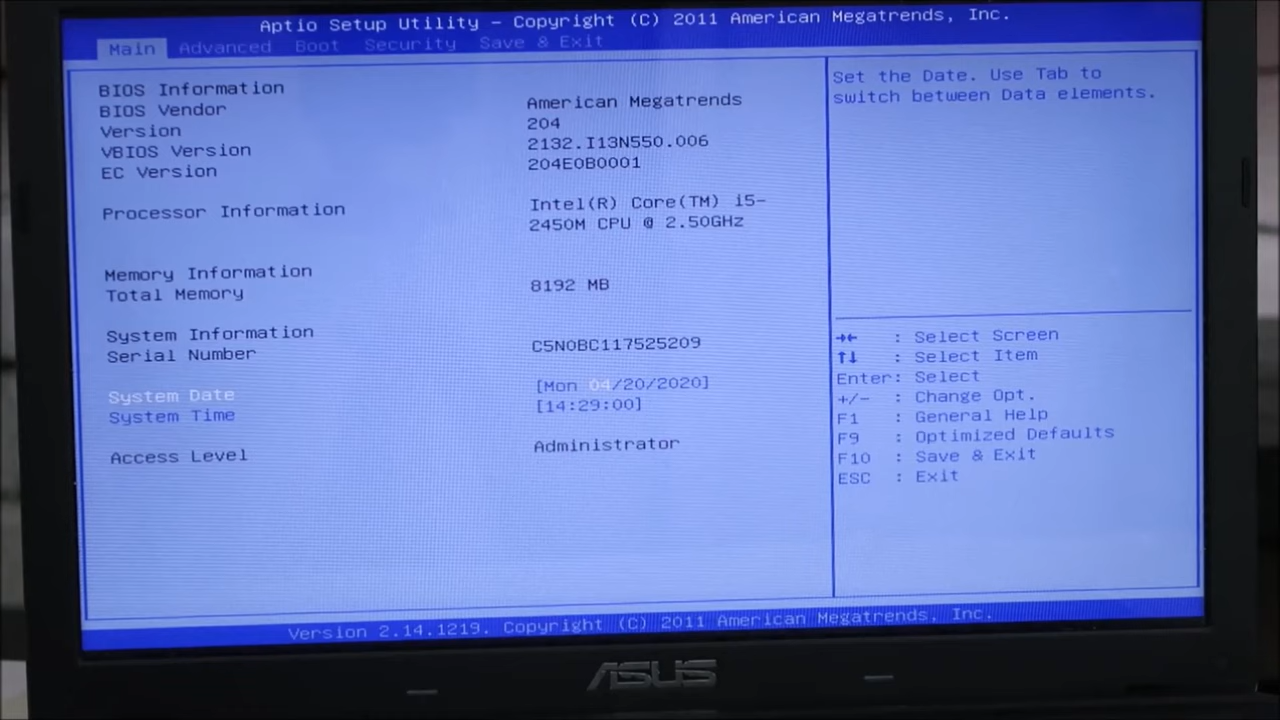 Aptio Setup Utility – Copyright (C) 2011 American Megatrends, Inc.
Main Advanced Boot Security Save & Exit
BIOS Information
BIOS Vendor American Megatrends
Version 204
VBIOS Version 2132.I13N550.006
EC Version 204E0B0001
Processor Information Intel(R) Core(TM) i5-
2450M CPU @ 2.50GHz
Memory Information
Total Memory 8192 MB
System Information
Serial Number C5N0BC117525209
System Date [Mon 04/20/2020]
System Time [14:29:00]
Access Level Administrator
Set the Date. Use Tab to
switch between Data elements.
→← : Select Screen
↑↓ : Select Item
Enter: Select
+/– : Change Opt.
F1 : General Help
F9 : Optimized Defaults
F10 : Save & Exit
ESC : Exit
Version 2.14.1219. Copyright (C) 2011 American Megatrends, Inc.
ASUS